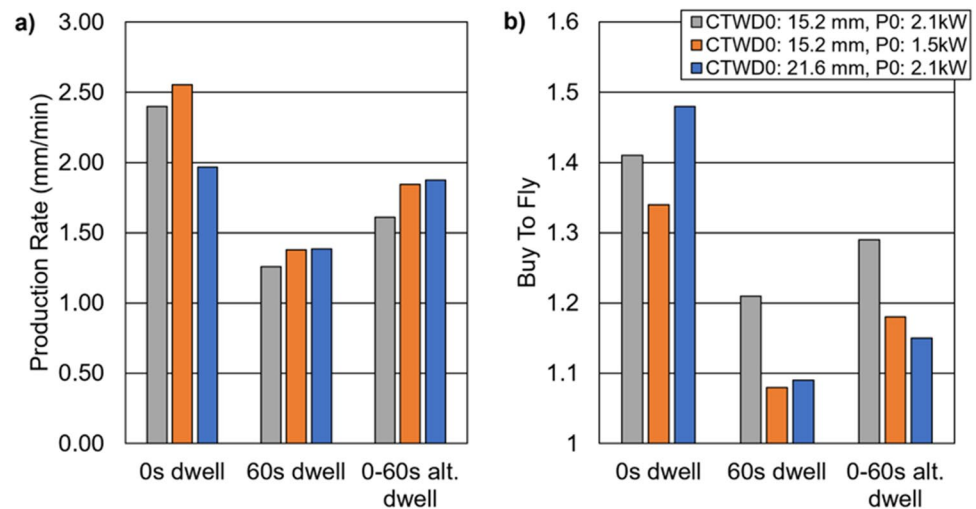 a)
Production Rate (mm/min)
3.00
2.50
2.00
1.50
1.00
0.50
0.00
0s dwell
60s dwell
0-60s alt.
dwell
b)
Buy To Fly
1.6
1.5
1.4
1.3
1.2
1.1
1
0s dwell
60s dwell
0-60s alt.
dwell
CTWD0: 15.2 mm, P0: 2.1kW
CTWD0: 15.2 mm, P0: 1.5kW
CTWD0: 21.6 mm, P0: 2.1kW